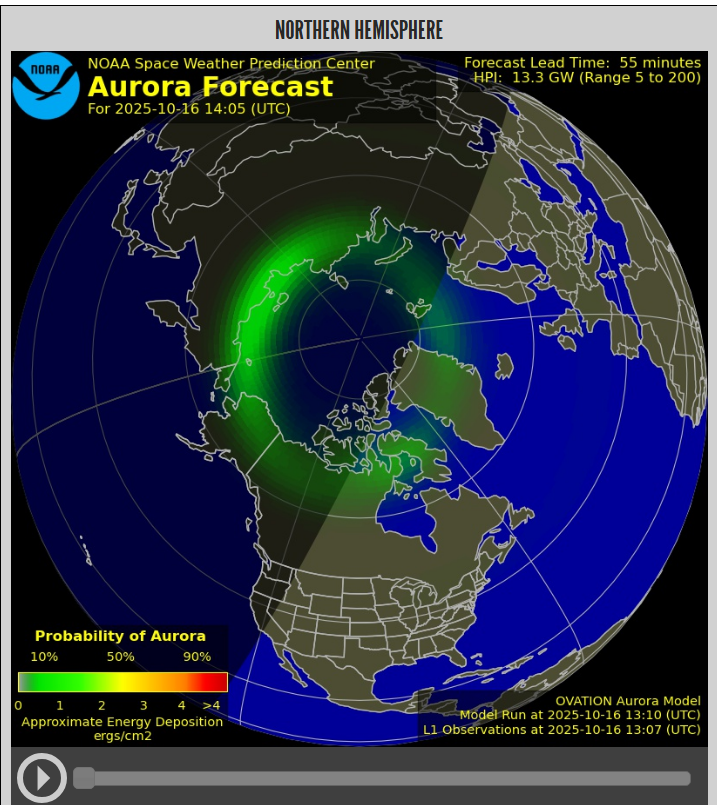 NORTHERN HEMISPHERE
NOAA
NOAA Space Weather Prediction Center
Aurora Forecast
For 2025-10-16 14:05 (UTC)
Forecast Lead Time: 55 minutes
HPI: 13.3 GW (Range 5 to 200)
Probability of Aurora
10% 50% 90%
0 1 2 3 4 >4
Approximate Energy Deposition
ergs/cm2
OVATION Aurora Model
Model Run at 2025-10-16 13:10 (UTC)
L1 Observations at 2025-10-16 13:07 (UTC)